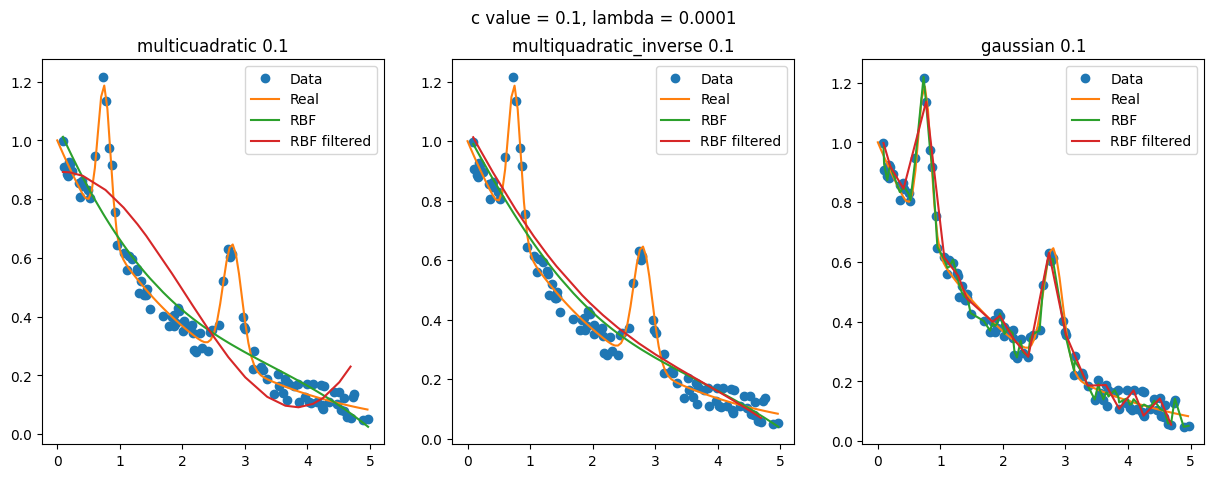 c value = 0.1, lambda = 0.0001
multicuadratic 0.1
Data
Real
RBF
RBF filtered
1.2
1.0
0.8
0.6
0.4
0.2
0.0
0 1 2 3 4 5
multiquadratic_inverse 0.1
Data
Real
RBF
RBF filtered
1.2
1.0
0.8
0.6
0.4
0.2
0.0
0 1 2 3 4 5
gaussian 0.1
Data
Real
RBF
RBF filtered
1.2
1.0
0.8
0.6
0.4
0.2
0.0
0 1 2 3 4 5